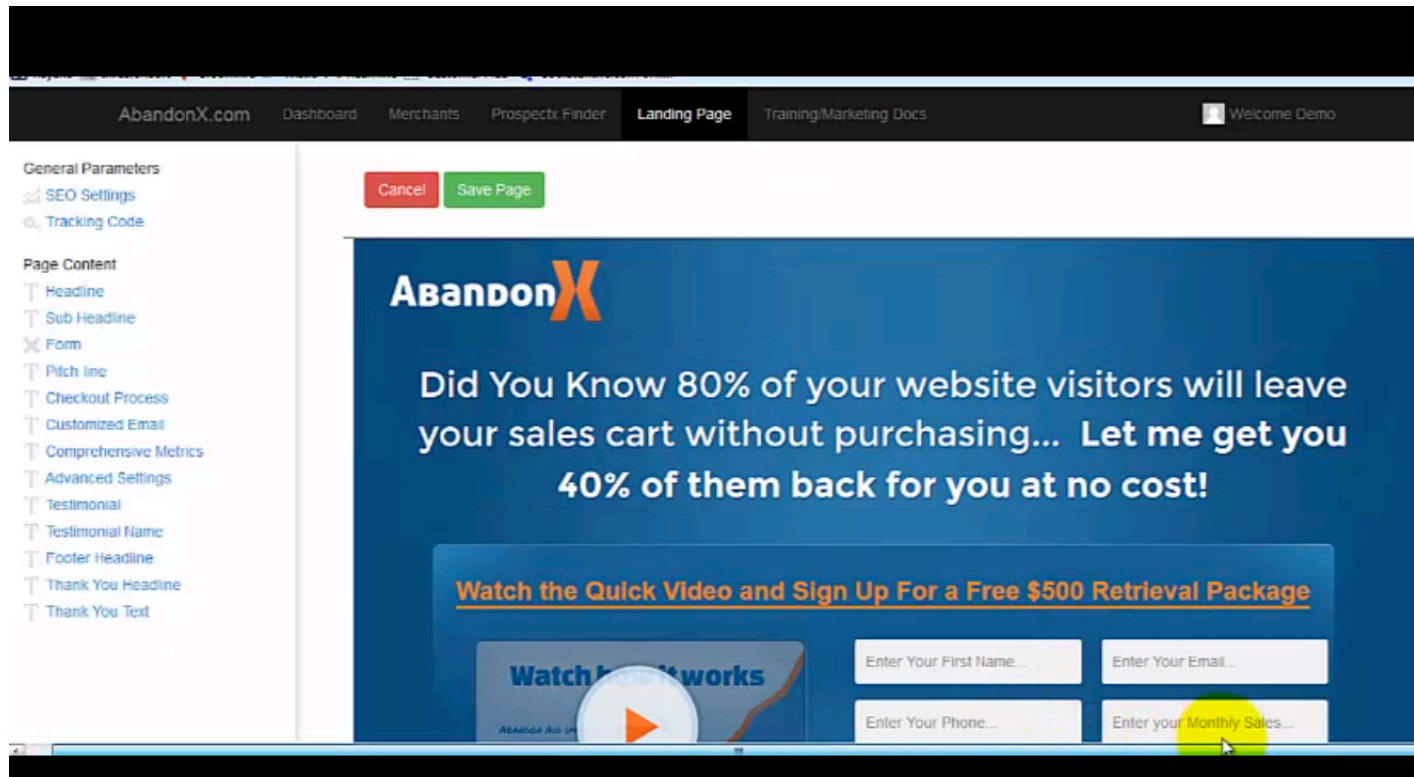 AbandonX.com Dashboard Merchants Prospectx Finder Landing Page Training/Marketing Docs Welcome Demo
General Parameters
SEO Settings
Tracking Code
Page Content
Headline
Sub Headline
Form
Pitch line
Checkout Process
Customized Email
Comprehensive Metrics
Advanced Settings
Testimonial
Testimonial Name
Footer Headline
Thank You Headline
Thank You Text
Cancel Save Page
AbandonX
Did You Know 80% of your website visitors will leave
your sales cart without purchasing... Let me get you
40% of them back for you at no cost!
Watch the Quick Video and Sign Up For a Free $500 Retrieval Package
Watch how it works
Enter Your First Name... Enter Your Email...
Enter Your Phone... Enter your Monthly Sales...